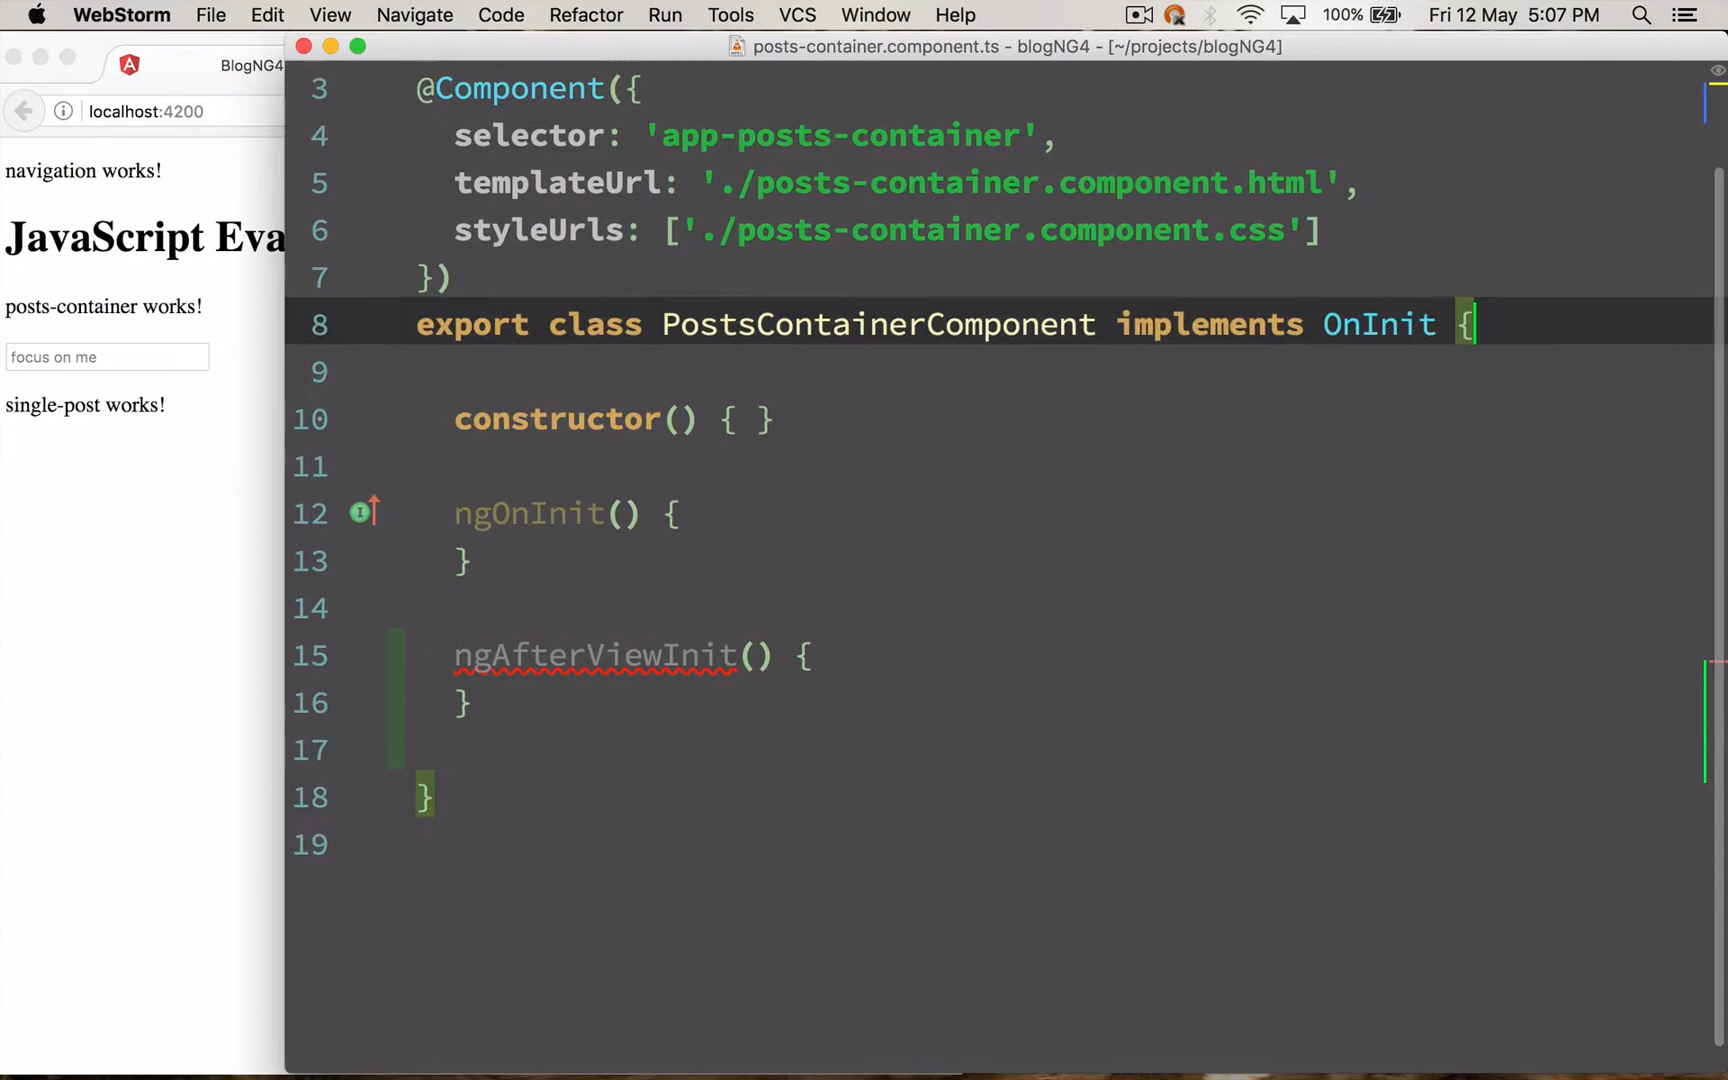 WebStorm File Edit View Navigate Code Refactor Run Tools VCS Window Help 100% Fri 12 May 5:07 PM
posts-container.component.ts - blogNG4 - [~/projects/blogNG4]
BlogNG4
localhost:4200
navigation works!
JavaScript Eva
posts-container works!
focus on me
single-post works!
3 @Component({
4 selector: 'app-posts-container',
5 templateUrl: './posts-container.component.html',
6 styleUrls: ['./posts-container.component.css']
7 })
8 export class PostsContainerComponent implements OnInit {
9
10 constructor() { }
11
12 ngOnInit() {
13 }
14
15 ngAfterViewInit() {
16 }
17
18 }
19